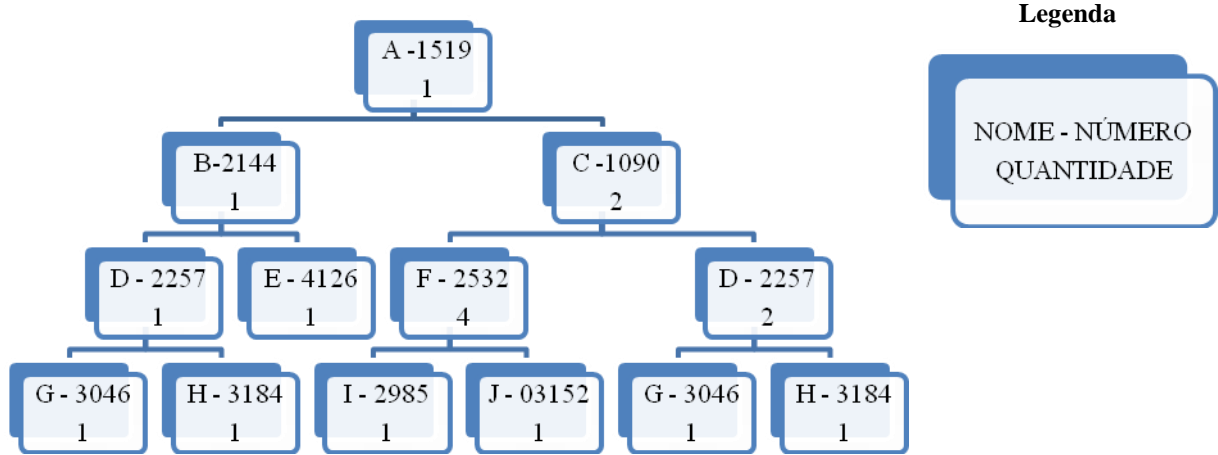 Legenda
NOME - NÚMERO
QUANTIDADE
A -1519
1
B-2144
1
C -1090
2
D - 2257
1
E - 4126
1
F - 2532
4
D - 2257
2
G - 3046
1
H - 3184
1
I - 2985
1
J - 03152
1
G - 3046
1
H - 3184
1